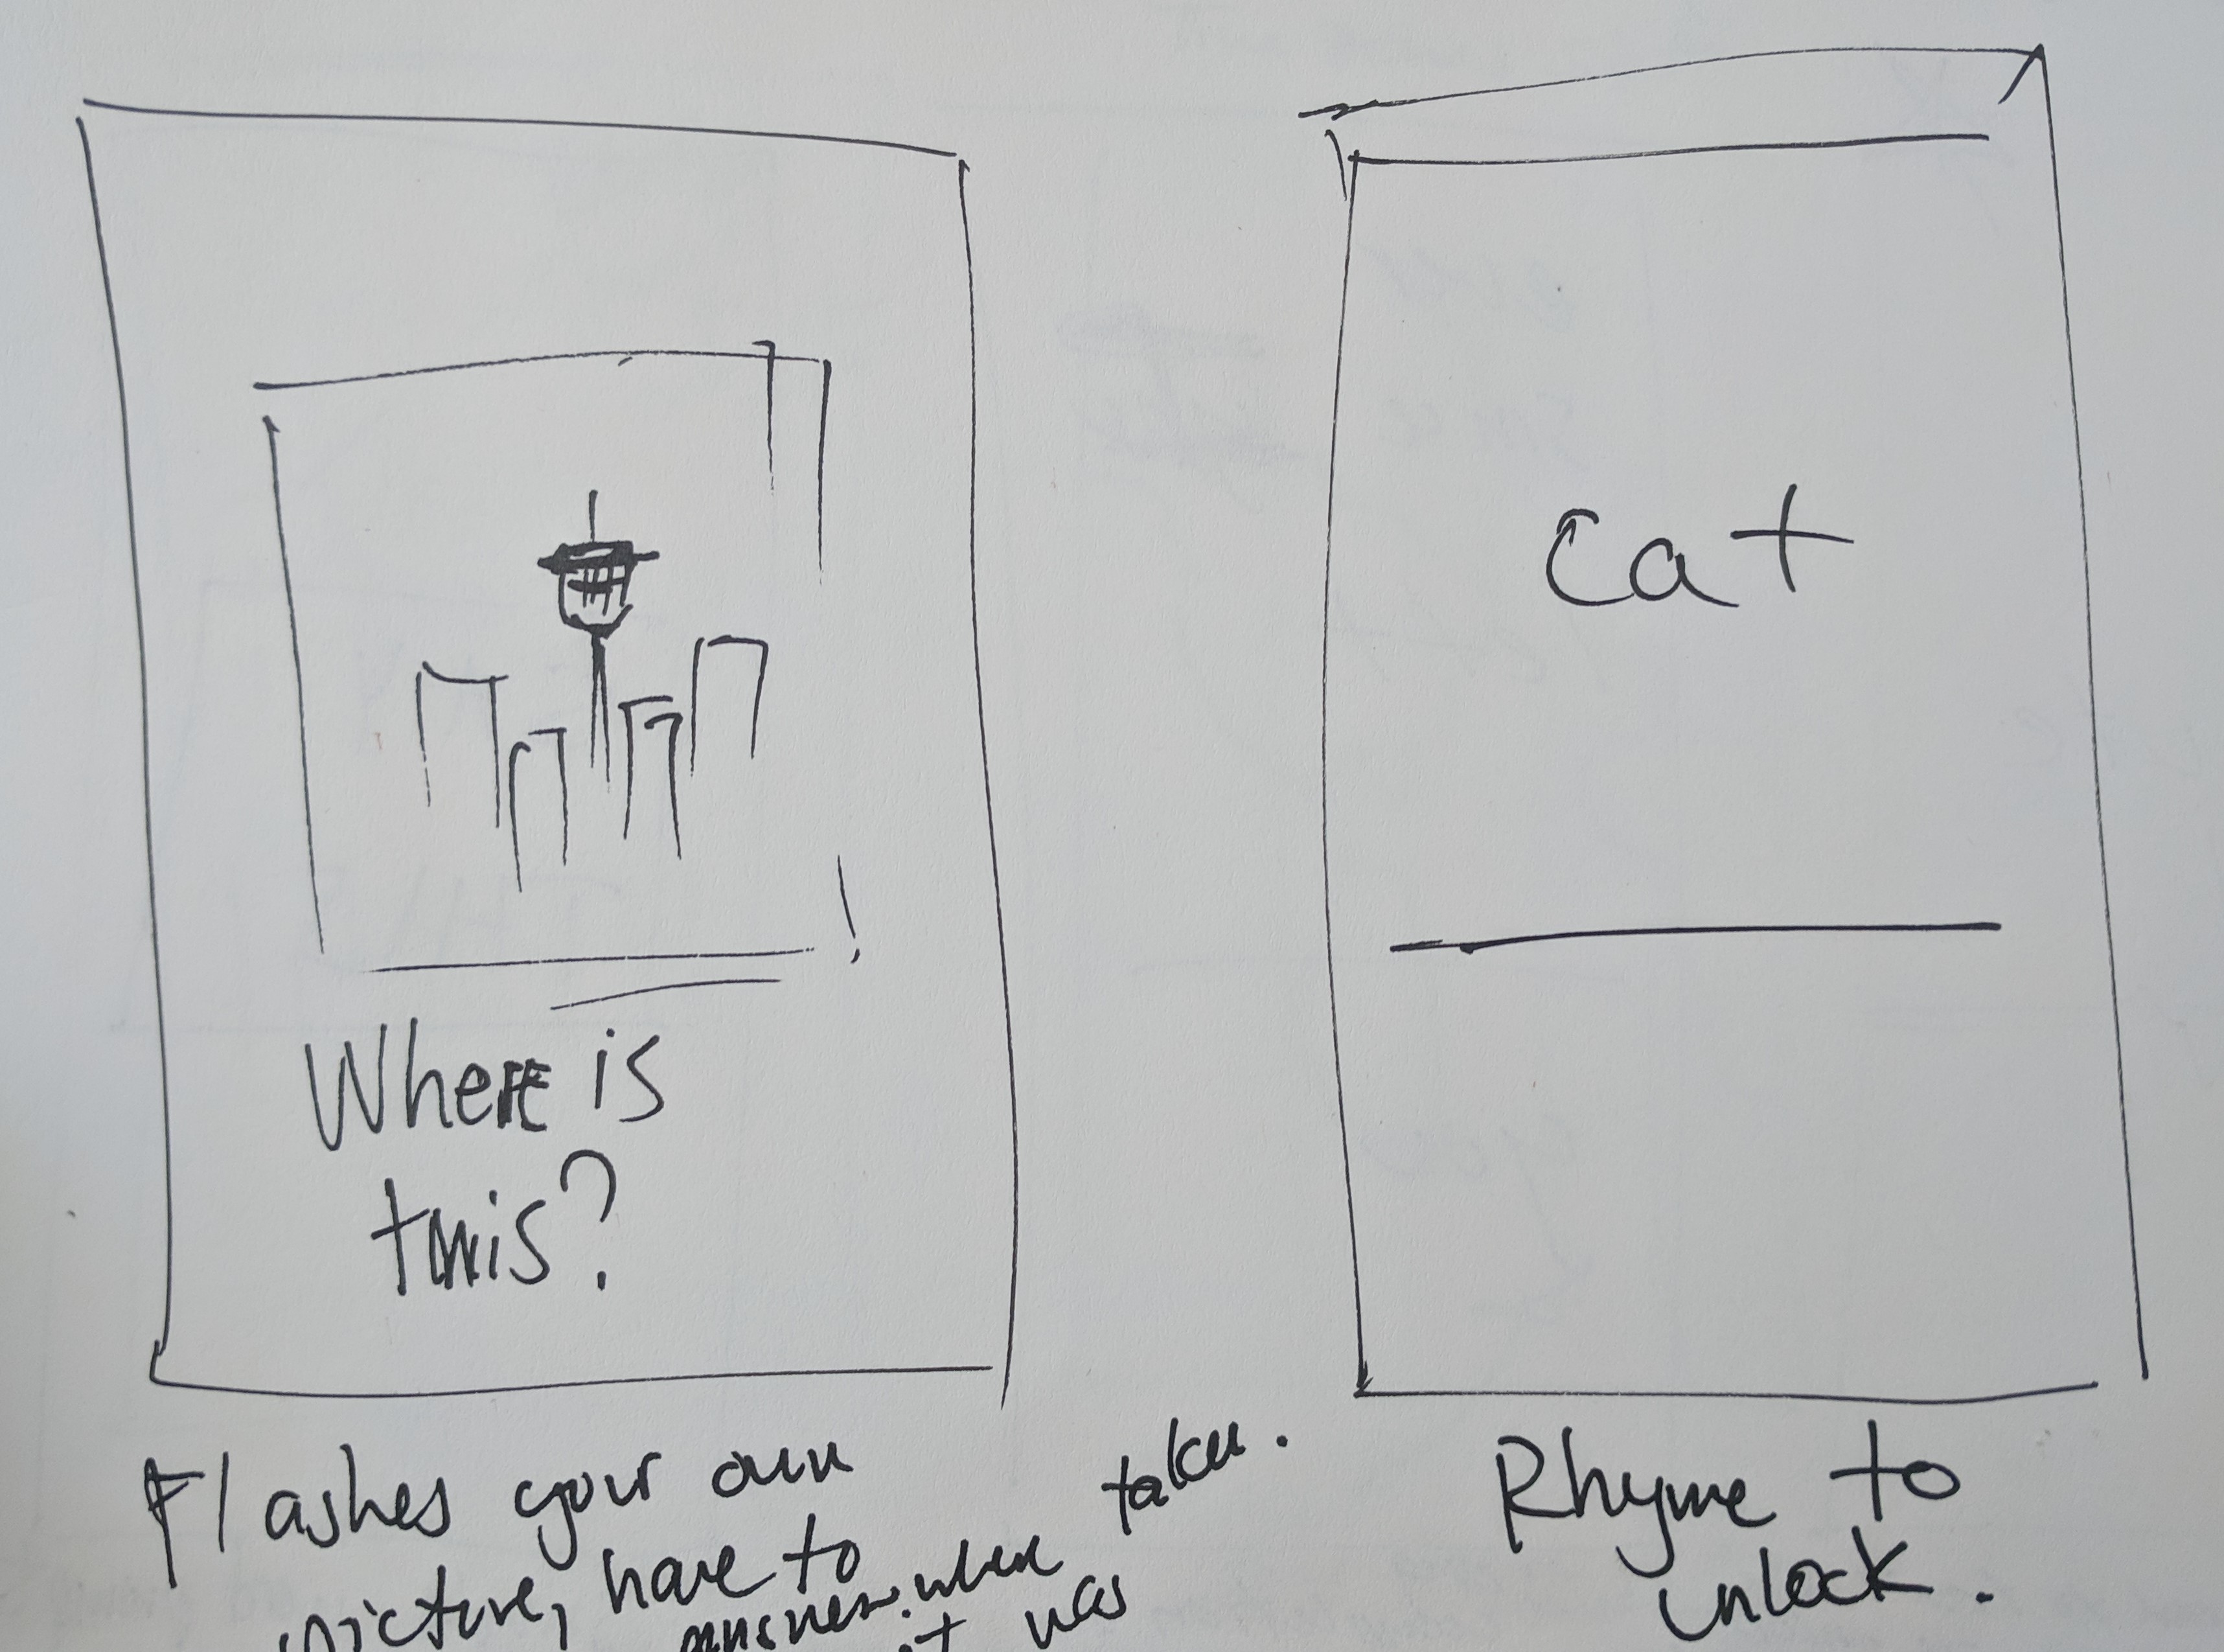 Where is
this?
Flashes your own
picture, have to
answer when
it was
taken.
cat
Rhyme to
unlock.